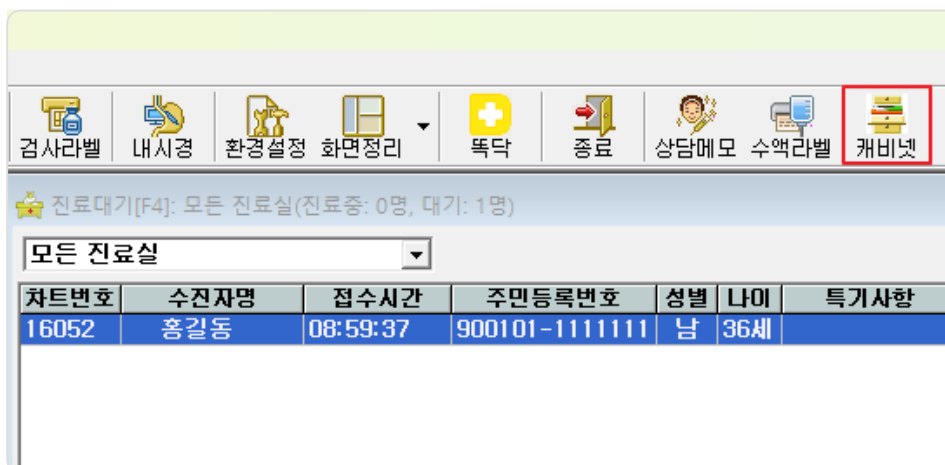 검사라벨 내시경 환경설정 화면정리 똑닥 종료 상담메모 수액라벨 캐비넷
진료대기[F4]: 모든 진료실(진료중: 0명, 대기: 1명)
모든 진료실
차트번호 수진자명 접수시간 주민등록번호 성별 나이 특기사항
16052 홍길동 08:59:37 900101-1111111 남 36세